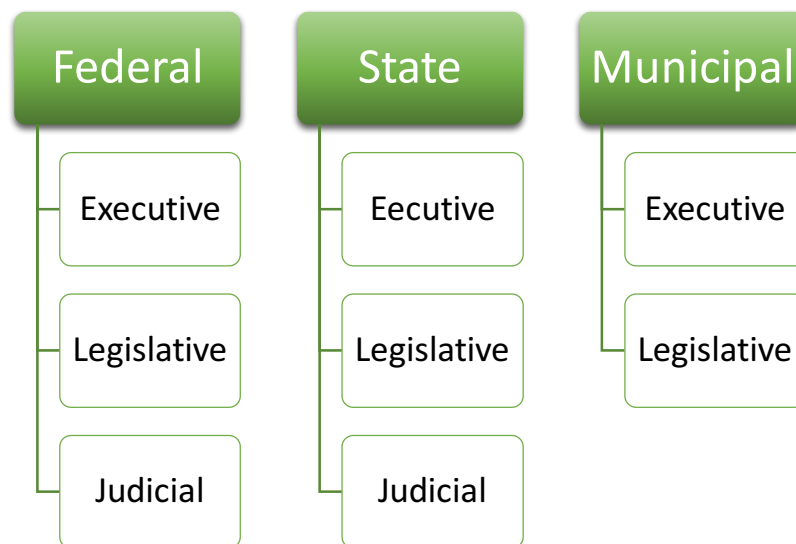 Federal
Executive
Legislative
Judicial
State
Eecutive
Legislative
Judicial
Municipal
Executive
Legislative